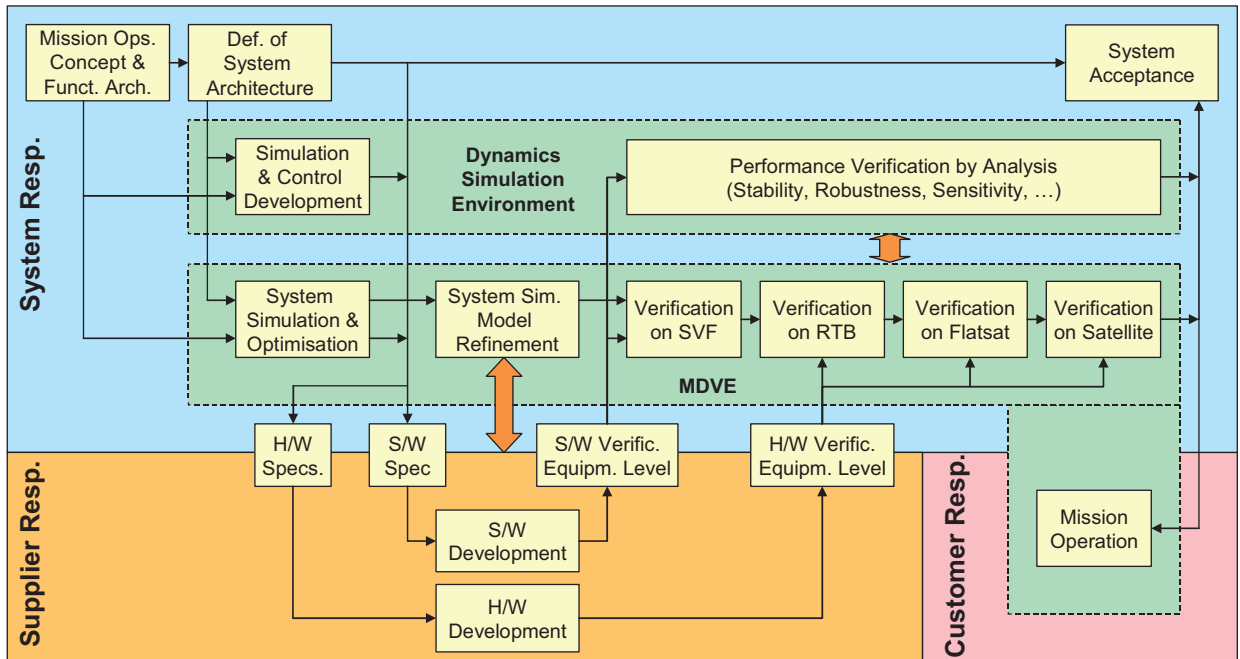 Mission Ops.
Concept &
Funct. Arch.
Def. of
System
Architecture
System
Acceptance
System Resp.
Simulation
& Control
Development
Dynamics
Simulation
Environment
Performance Verification by Analysis
(Stability, Robustness, Sensitivity, …)
System
Simulation &
Optimisation
System Sim.
Model
Refinement
Verification
on SVF
Verification
on RTB
Verification
on Flatsat
Verification
on Satellite
MDVE
H/W
Specs.
S/W
Spec
S/W Verific.
Equipm. Level
H/W Verific.
Equipm. Level
Supplier Resp.
S/W
Development
H/W
Development
Customer Resp.
Mission
Operation